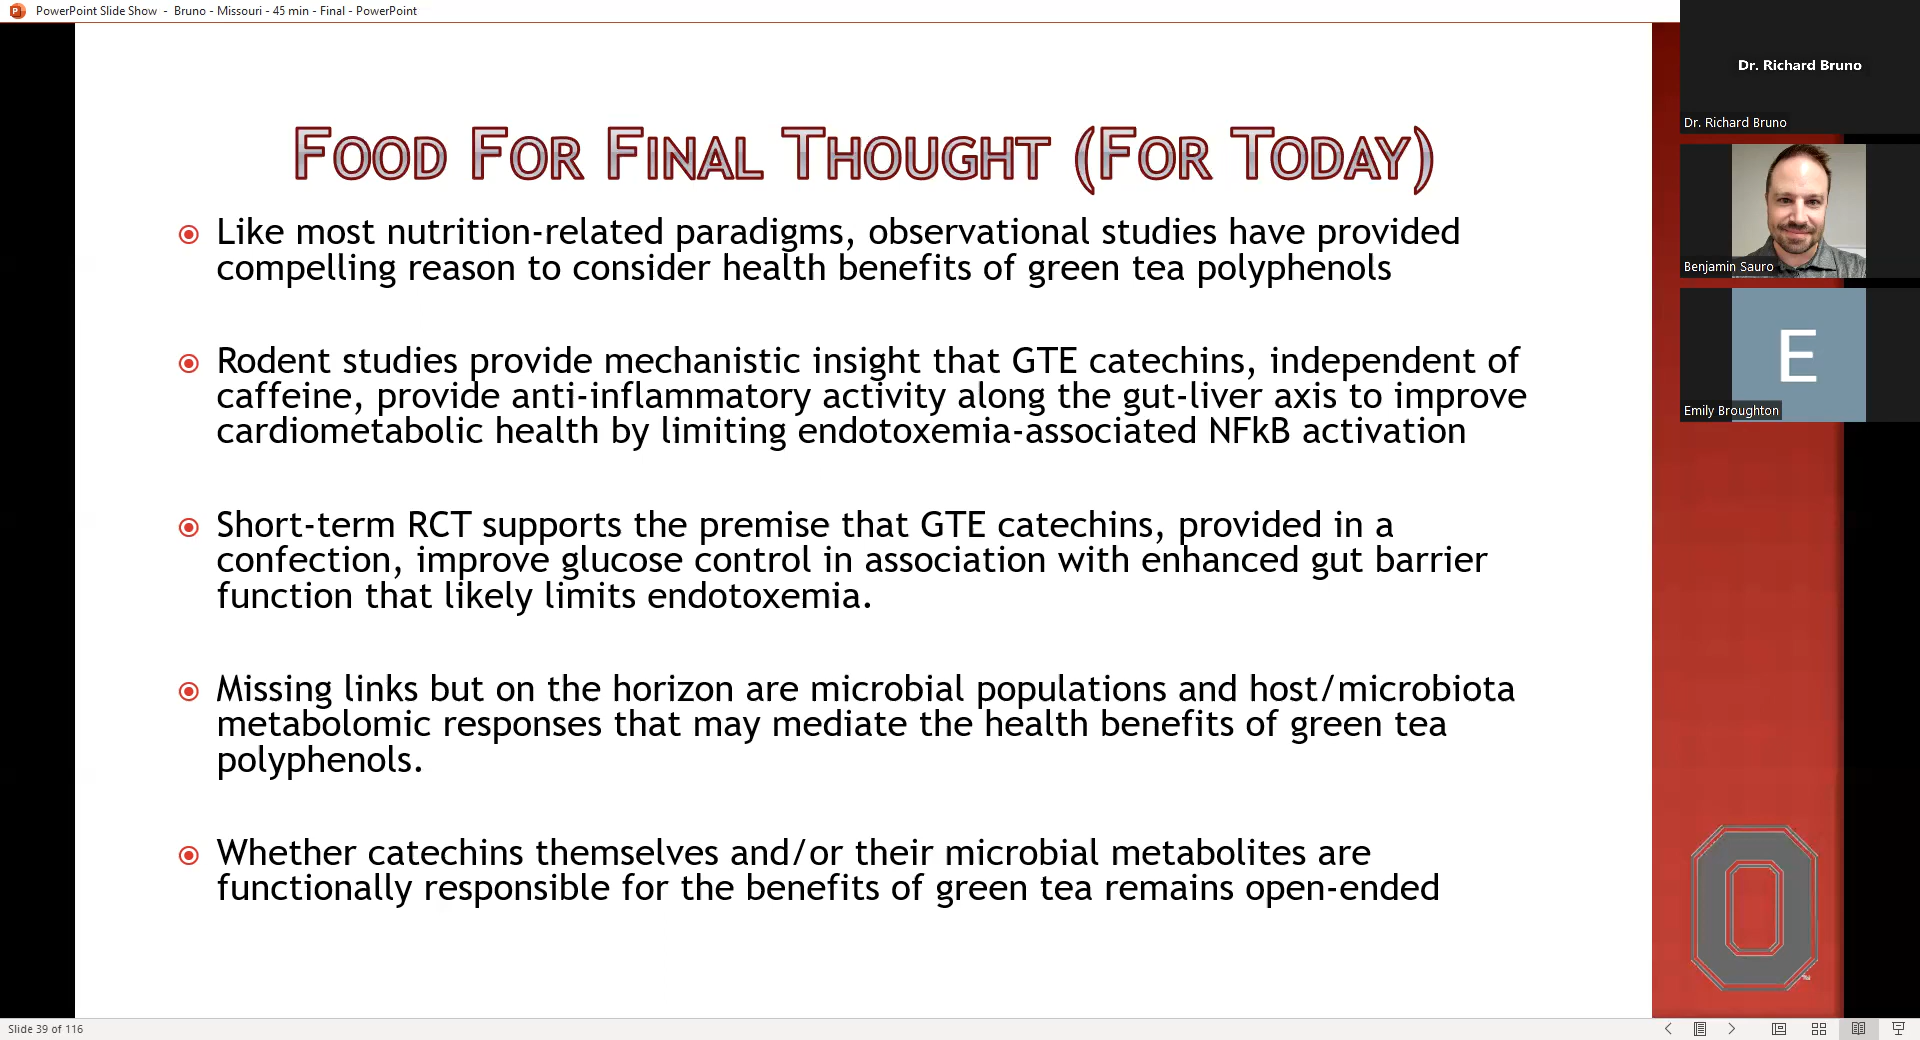 PowerPoint Slide Show - Bruno - Missouri - 45 min - Final - PowerPoint
Dr. Richard Bruno
Dr. Richard Bruno
Benjamin Sauro
E
Emily Broughton
FOOD FOR FINAL THOUGHT (FOR TODAY)
Like most nutrition-related paradigms, observational studies have provided
compelling reason to consider health benefits of green tea polyphenols
Rodent studies provide mechanistic insight that GTE catechins, independent of
caffeine, provide anti-inflammatory activity along the gut-liver axis to improve
cardiometabolic health by limiting endotoxemia-associated NFkB activation
Short-term RCT supports the premise that GTE catechins, provided in a
confection, improve glucose control in association with enhanced gut barrier
function that likely limits endotoxemia.
Missing links but on the horizon are microbial populations and host/microbiota
metabolomic responses that may mediate the health benefits of green tea
polyphenols.
Whether catechins themselves and/or their microbial metabolites are
functionally responsible for the benefits of green tea remains open-ended
Slide 39 of 116